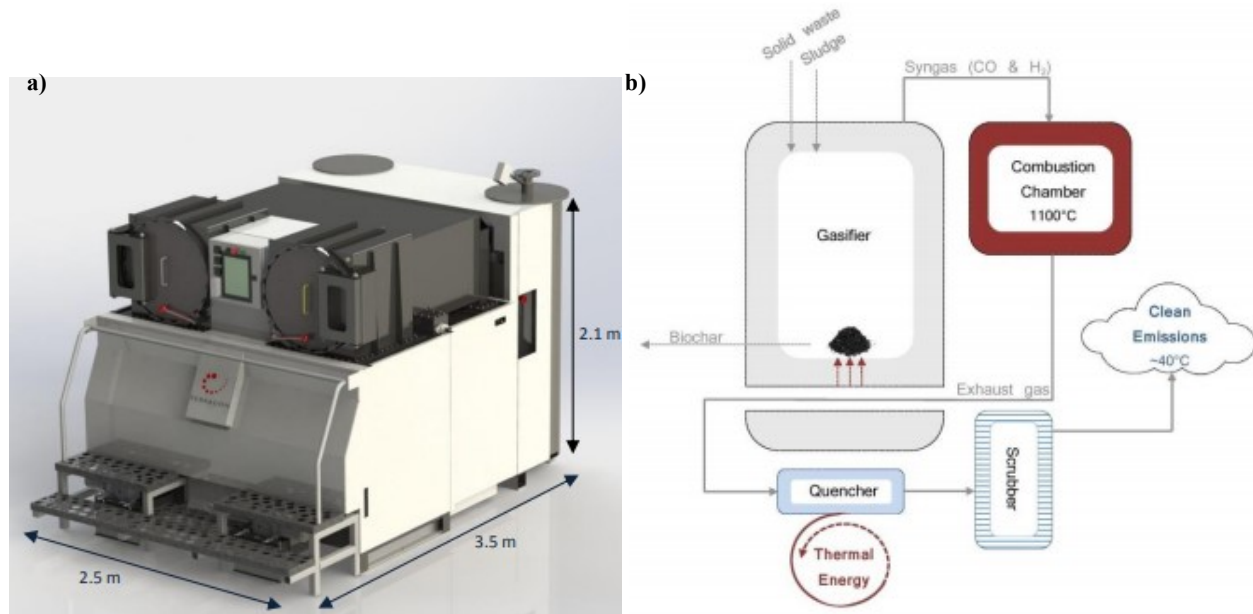 a)
2.1 m
3.5 m
2.5 m
b)
Solid waste
Sludge
Syngas (CO & H₂)
Combustion
Chamber
1100°C
Gasifier
Biochar
Clean
Emissions
~40°C
Exhaust gas
Quencher
Scrubber
Thermal
Energy